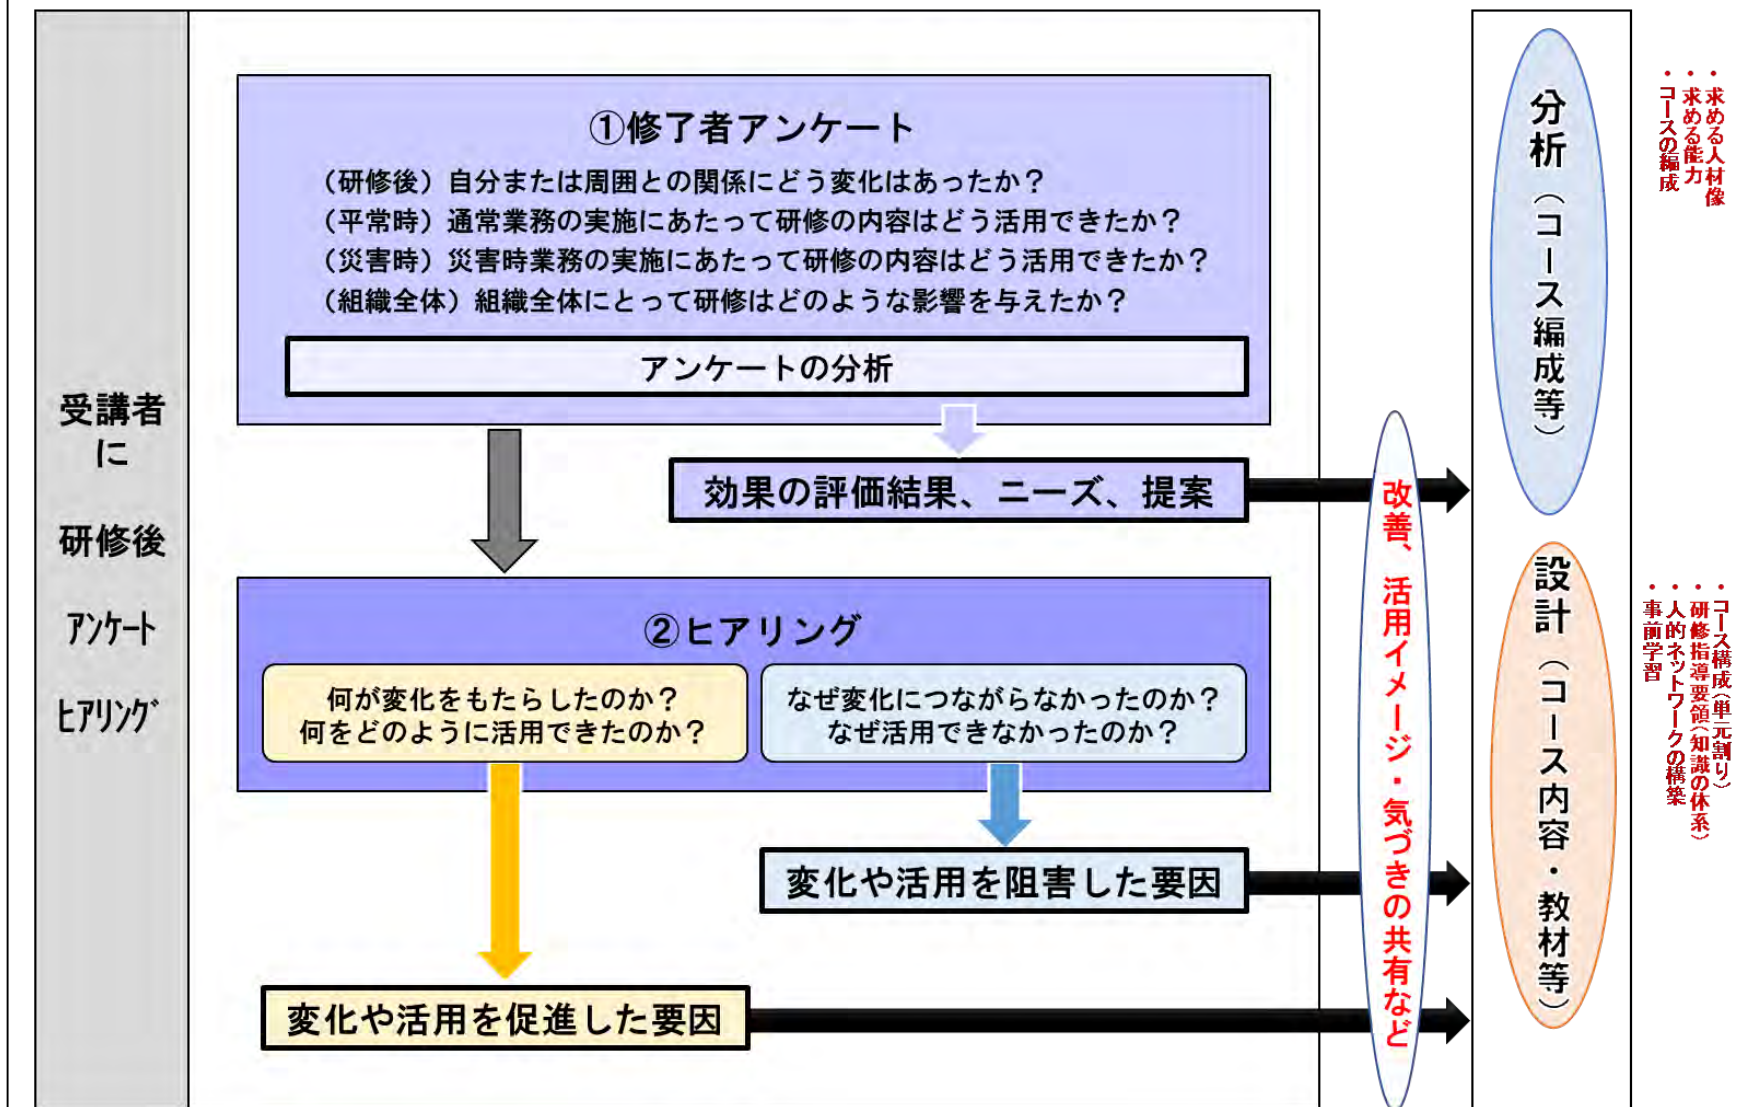 受講者
に
研修後
アンケート
ヒアリング
①修了者アンケート
（研修後）自分または周囲との関係にどう変化はあったか？
（平常時）通常業務の実施にあたって研修の内容はどう活用できたか？
（災害時）災害時業務の実施にあたって研修の内容はどう活用できたか？
（組織全体）組織全体にとって研修はどのような影響を与えたか？
アンケートの分析
効果の評価結果、ニーズ、提案
②ヒアリング
何が変化をもたらしたのか？
何をどのように活用できたのか？
なぜ変化につながらなかったのか？
なぜ活用できなかったのか？
変化や活用を阻害した要因
変化や活用を促進した要因
改善、活用イメージ・気づきの共有など
分析（コース編成等）
設計（コース内容・教材等）
・求める人材像
・求める能力
・コースの編成
・コース構成（単元割り）
・研修指導要領（知識の体系）
・人的ネットワークの構築
・事前学習